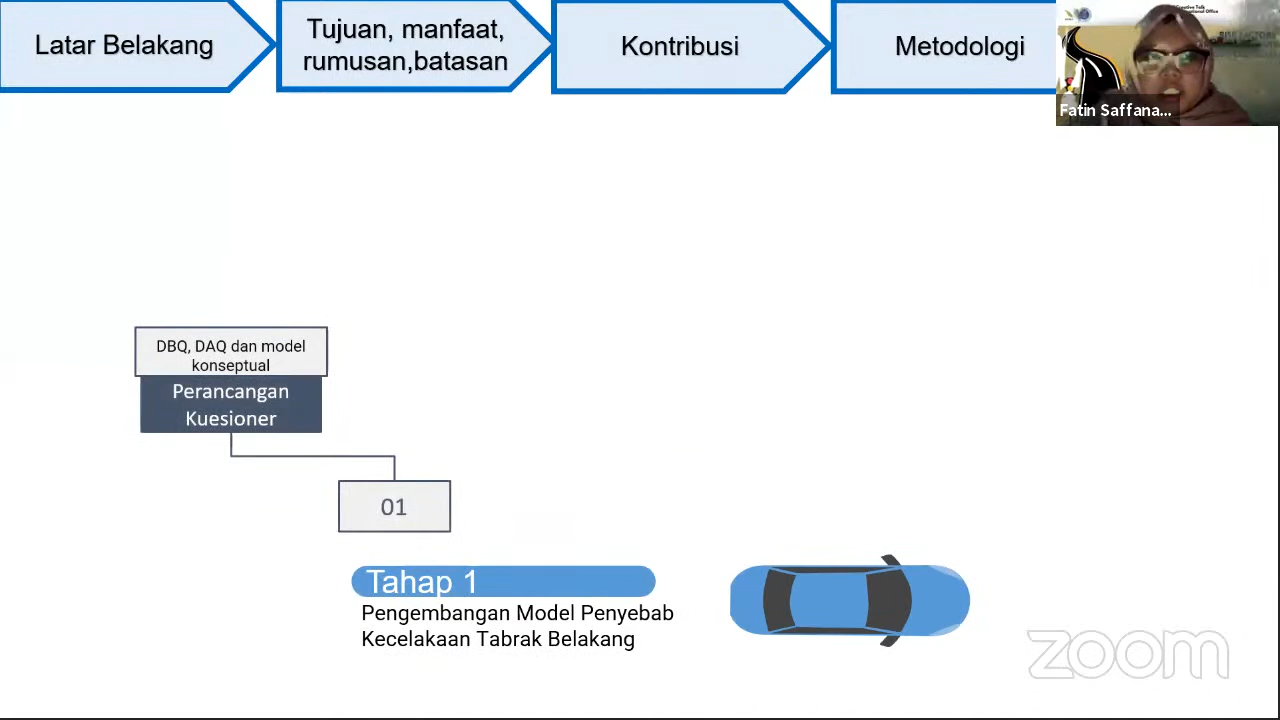 Latar Belakang
Tujuan, manfaat,
rumusan,batasan
Kontribusi
Metodologi
Fatin Saffana...
DBQ, DAQ dan model
konseptual
Perancangan
Kuesioner
01
Tahap 1
Pengembangan Model Penyebab
Kecelakaan Tabrak Belakang
zoom